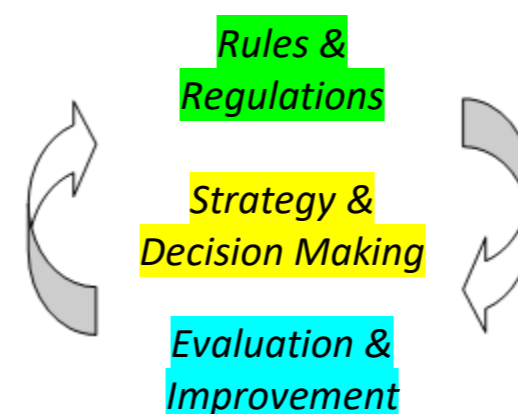 Rules &
Regulations
Strategy &
Decision Making
Evaluation &
Improvement